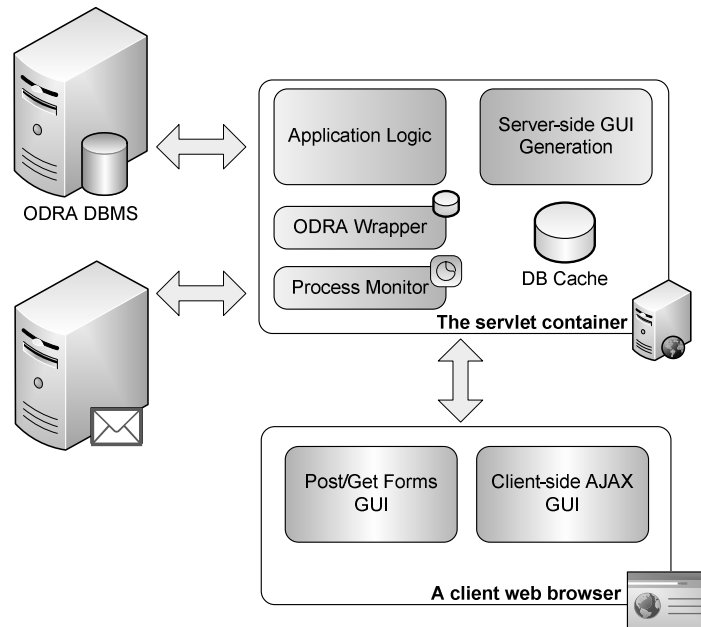 Application Logic
Server-side GUI
Generation
ODRA DBMS
ODRA Wrapper
DB Cache
Process Monitor
The servlet container
Post/Get Forms
GUI
Client-side AJAX
GUI
A client web browser